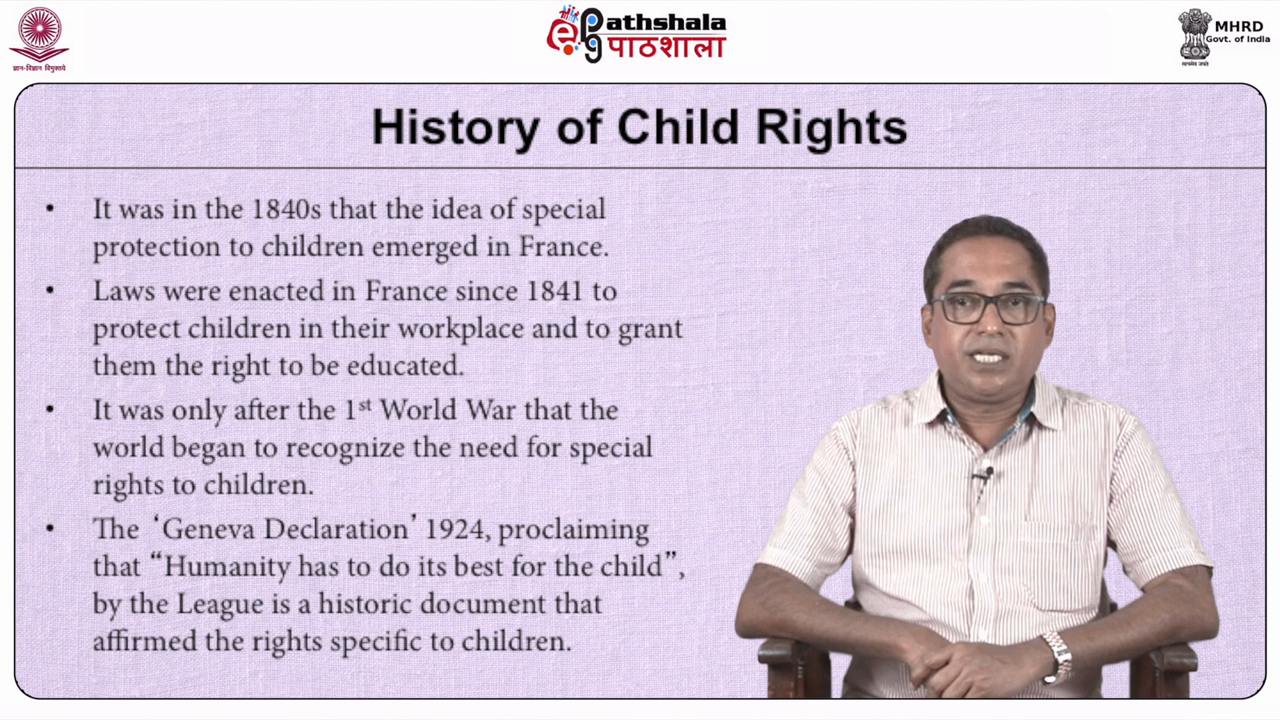 ज्ञान-विज्ञान विमुक्तये
ePathshala
पाठशाला
MHRD
Govt. of India
सत्यमेव जयते
History of Child Rights
• It was in the 1840s that the idea of special
protection to children emerged in France.
• Laws were enacted in France since 1841 to
protect children in their workplace and to grant
them the right to be educated.
• It was only after the 1st World War that the
world began to recognize the need for special
rights to children.
• The ‘Geneva Declaration’ 1924, proclaiming
that “Humanity has to do its best for the child”,
by the League is a historic document that
affirmed the rights specific to children.